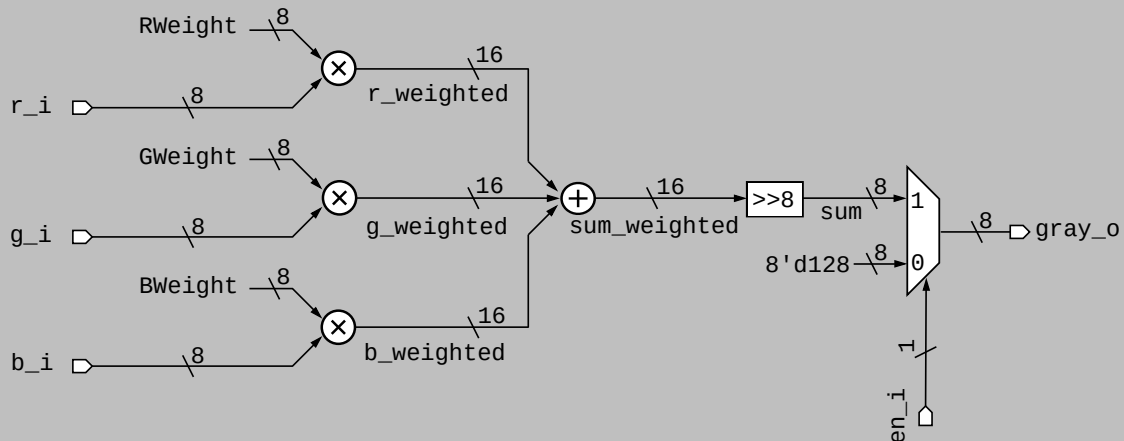 RWeight
8
16
r_weighted
r_i
8
GWeight
8
16
g_weighted
g_i
8
BWeight
8
16
b_weighted
b_i
8
16
sum_weighted
>>8
8
sum
8'd128
8
1
0
8
gray_o
1
en_i